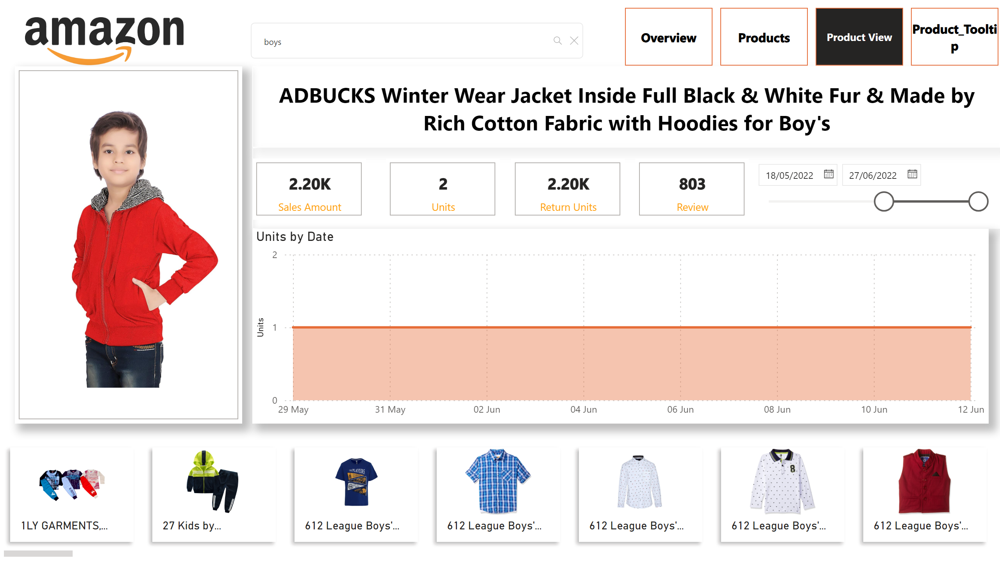 amazon
boys
Overview
Products
Product View
Product_Toolti
p
ADBUCKS Winter Wear Jacket Inside Full Black & White Fur & Made by
Rich Cotton Fabric with Hoodies for Boy's
2.20K
Sales Amount
2
Units
2.20K
Return Units
803
Review
18/05/2022
27/06/2022
Units by Date
Units
2
1
0
29 May
31 May
02 Jun
04 Jun
06 Jun
08 Jun
10 Jun
12 Jun
THE PLAYERS
8
1LY GARMENTS,...
27 Kids by...
612 League Boys'...
612 League Boys'...
612 League Boys'...
612 League Boys'...
612 League Boys'...